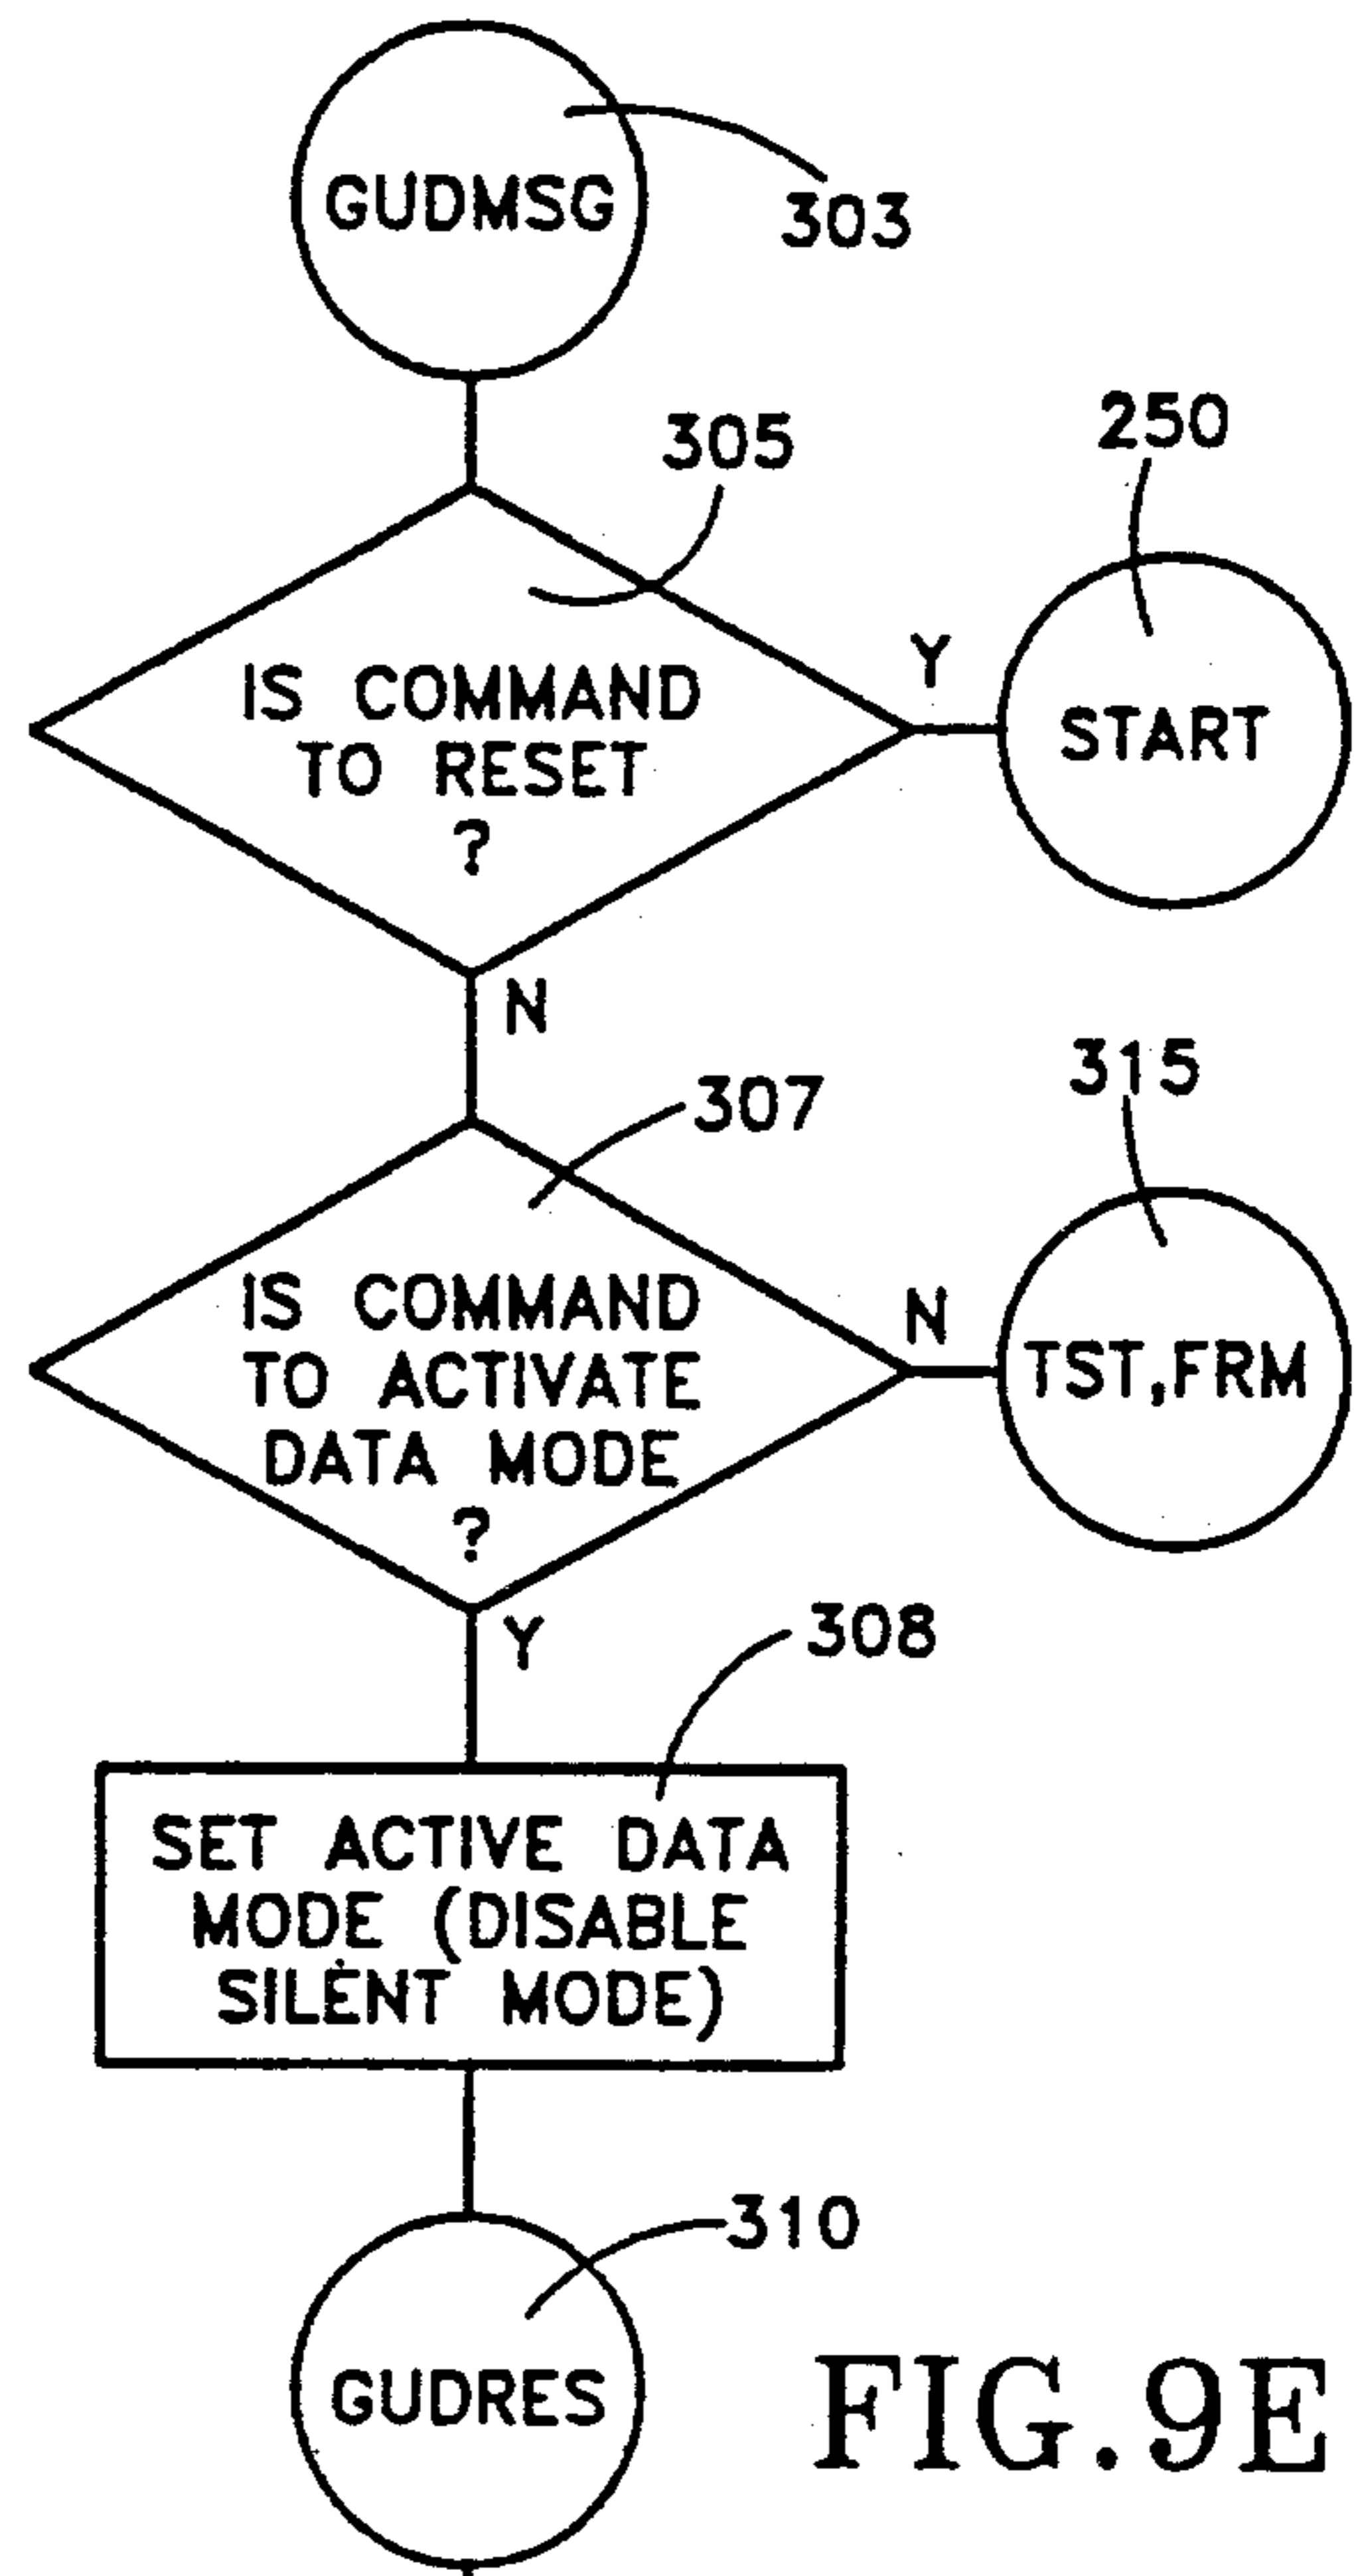 GUDMSG
303
305
250
IS COMMAND
TO RESET
?
Y
START
N
307
315
IS COMMAND
TO ACTIVATE
DATA MODE
?
N
TST,FRM
Y
308
SET ACTIVE DATA
MODE (DISABLE
SILENT MODE)
310
GUDRES
FIG.9E